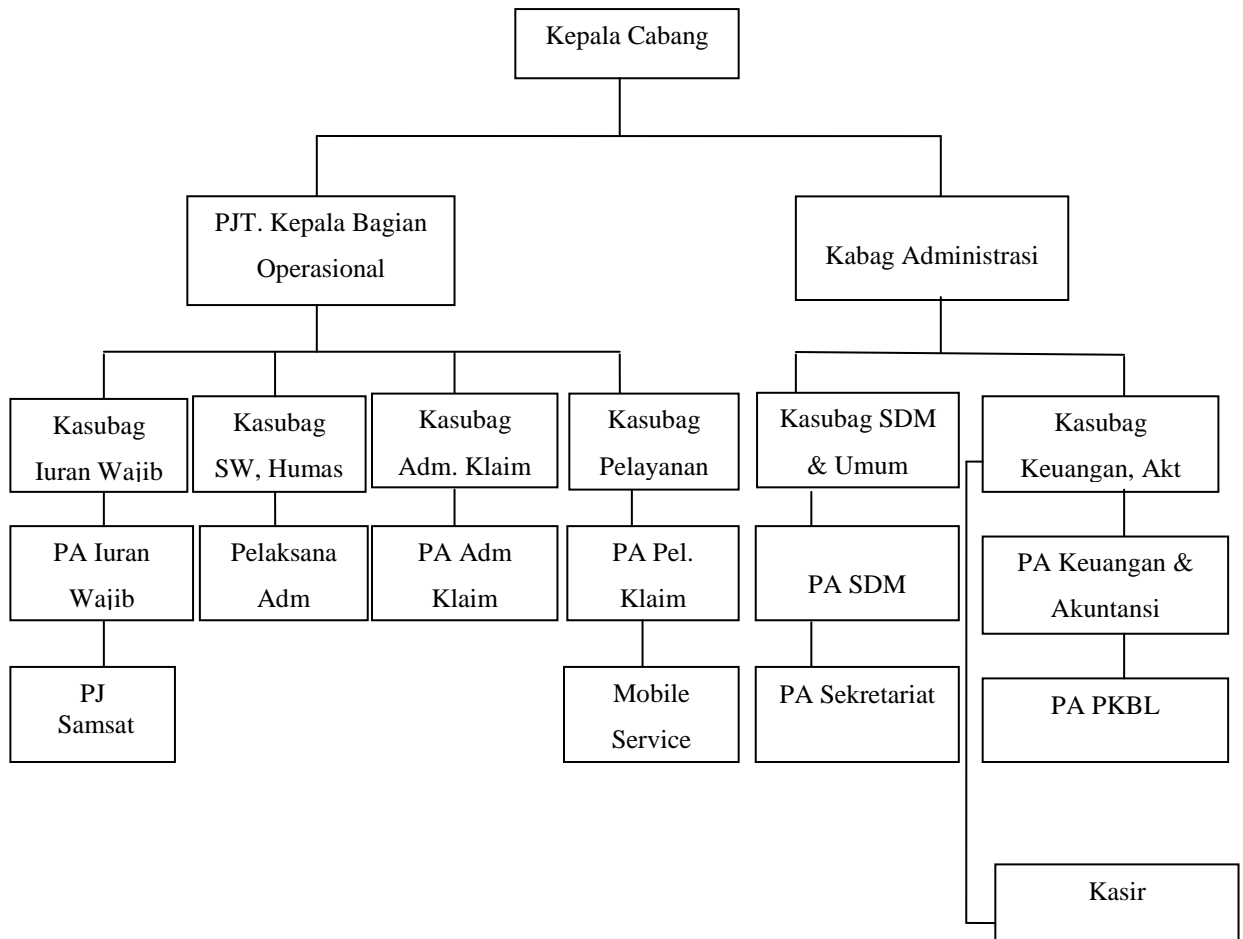 Kepala Cabang
PJT. Kepala Bagian
Operasional
Kabag Administrasi
Kasubag
Iuran Wajib
Kasubag
SW, Humas
Kasubag
Adm. Klaim
Kasubag
Pelayanan
Kasubag SDM
& Umum
Kasubag
Keuangan, Akt
PA Iuran
Wajib
Pelaksana
Adm
PA Adm
Klaim
PA Pel.
Klaim
PA SDM
PA Keuangan &
Akuntansi
PJ
Samsat
Mobile
Service
PA Sekretariat
PA PKBL
Kasir